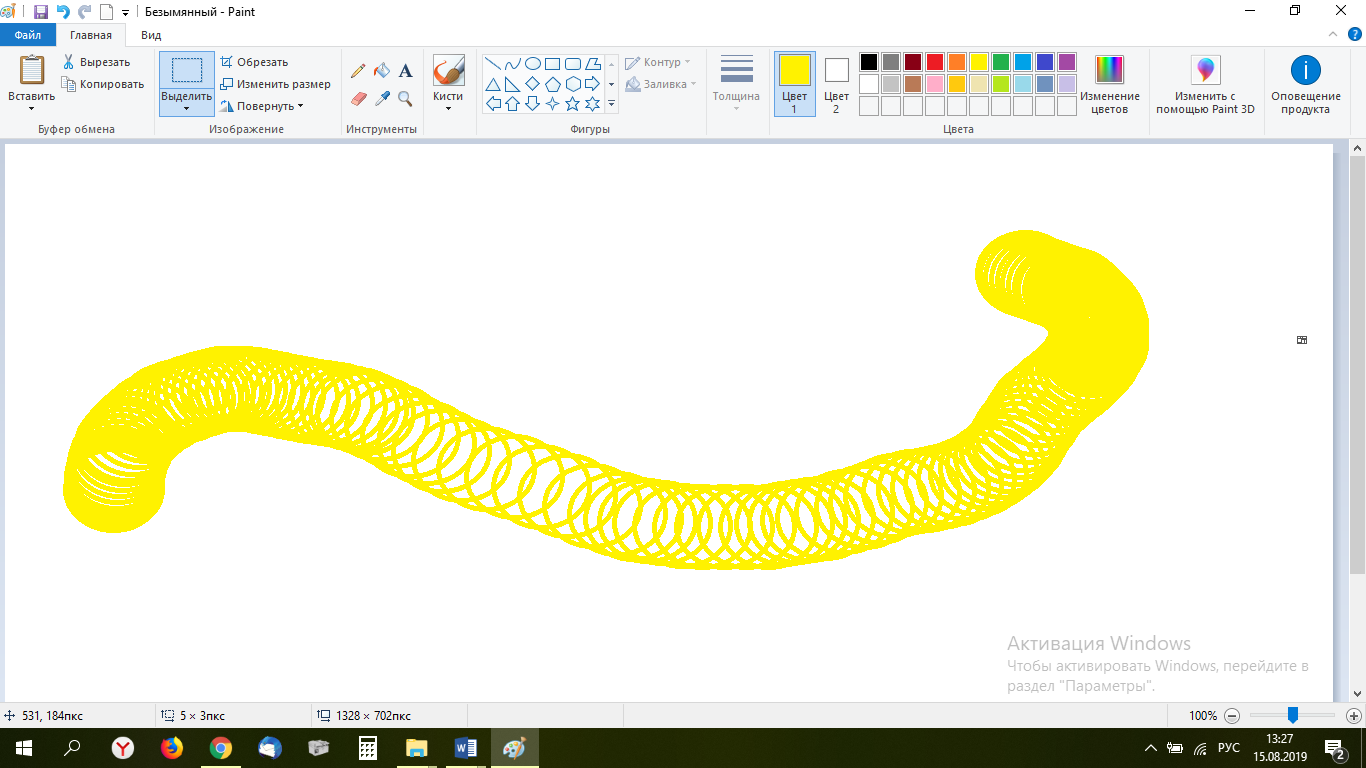 Безымянный - Paint
Файл
Главная
Вид
Вставить
Вырезать
Копировать
Буфер обмена
Выделить
Обрезать
Изменить размер
Повернуть
Изображение
A
Инструменты
Кисти
Фигуры
Контур
Заливка
Толщина
Цвет
1
Цвет
2
Цвета
Изменение
цветов
Изменить с
помощью Paint 3D
Оповещение
продукта
Активация Windows
Чтобы активировать Windows, перейдите в
раздел "Параметры".
531, 184пкс
5 × 3пкс
1328 × 702пкс
100%
РУС
13:27
15.08.2019
2